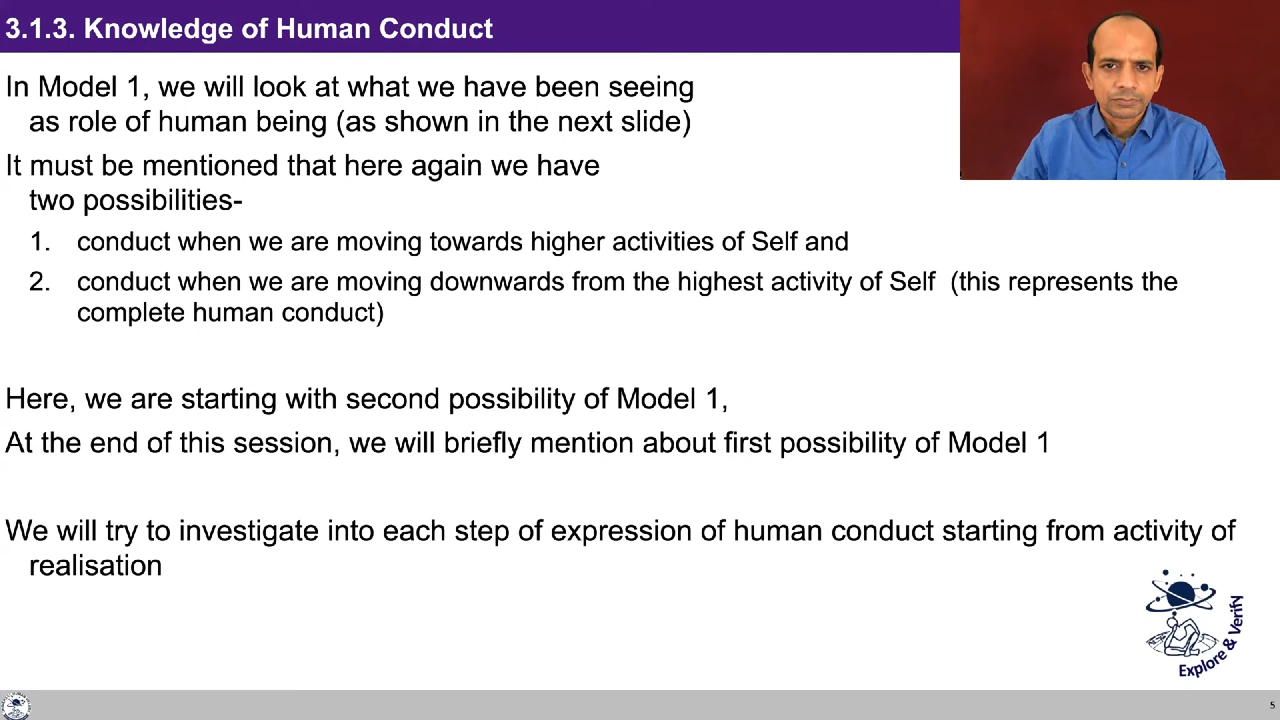 3.1.3. Knowledge of Human Conduct
In Model 1, we will look at what we have been seeing
as role of human being (as shown in the next slide)
It must be mentioned that here again we have
two possibilities-
1. conduct when we are moving towards higher activities of Self and
2. conduct when we are moving downwards from the highest activity of Self (this represents the
complete human conduct)
Here, we are starting with second possibility of Model 1,
At the end of this session, we will briefly mention about first possibility of Model 1
We will try to investigate into each step of expression of human conduct starting from activity of
realisation
Explore & Verify
5